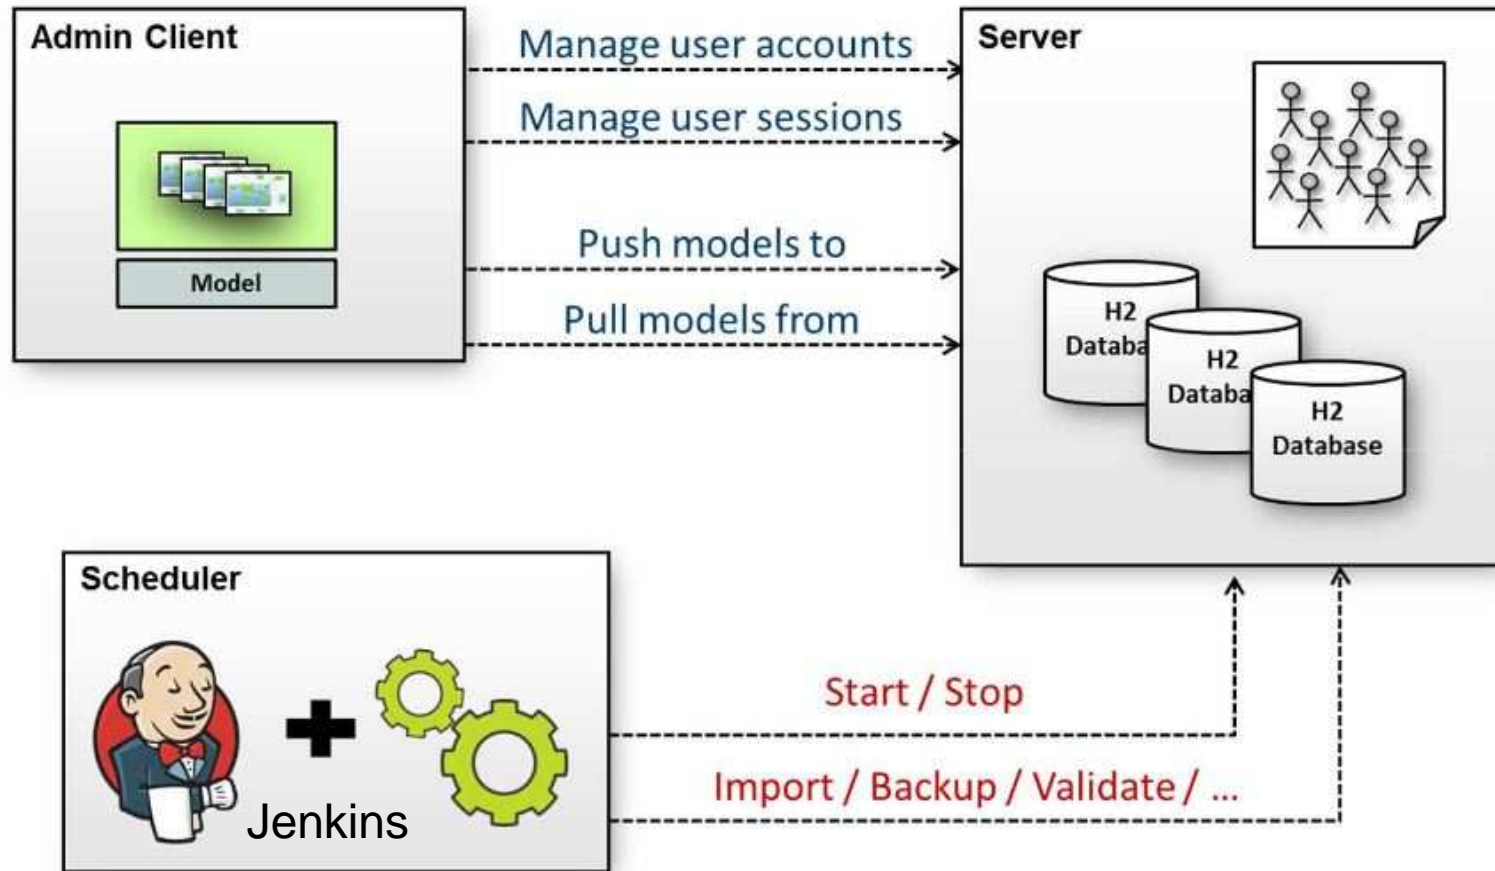 Admin Client
Model
Manage user accounts
Manage user sessions
Push models to
Pull models from
Server
H2
Databa
H2
Databa
H2
Database
Scheduler
Jenkins
Start / Stop
Import / Backup / Validate / ...